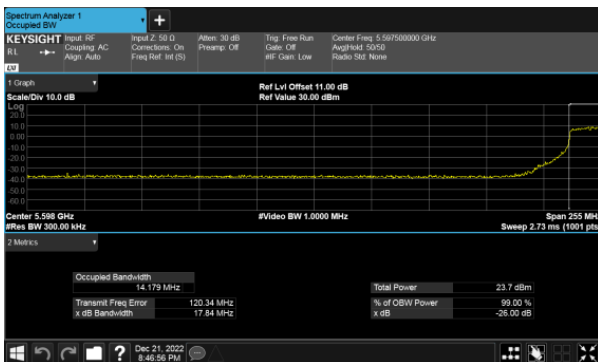 Spectrum Analyzer 1
Occupied BW
+
KEYSIGHT Input: RF Input Z: 50 Ω Atten: 30 dB Trig: Free Run Center Freq: 5.597500000 GHz
RL Coupling: AC Corrections: On Preamp: Off Gate: Off Avg|Hold: 50/50
Align: Auto Freq Ref: Int (S) #IF Gain: Low Radio Std: None
LXI
1 Graph Ref Lvl Offset 11.00 dB
Scale/Div 10.0 dB Ref Value 30.00 dBm
Log
20.0
10.0
0.00
-10.0
-20.0
-30.0
-40.0
-50.0
-60.0
Center 5.598 GHz #Video BW 1.0000 MHz Span 255 MHz
#Res BW 300.00 kHz Sweep 2.73 ms (1001 pts
2 Metrics
Occupied Bandwidth
14.179 MHz Total Power 23.7 dBm
Transmit Freq Error 120.34 MHz % of OBW Power 99.00 %
x dB Bandwidth 17.84 MHz x dB -26.00 dB
? Dec 21, 2022
8:46:56 PM